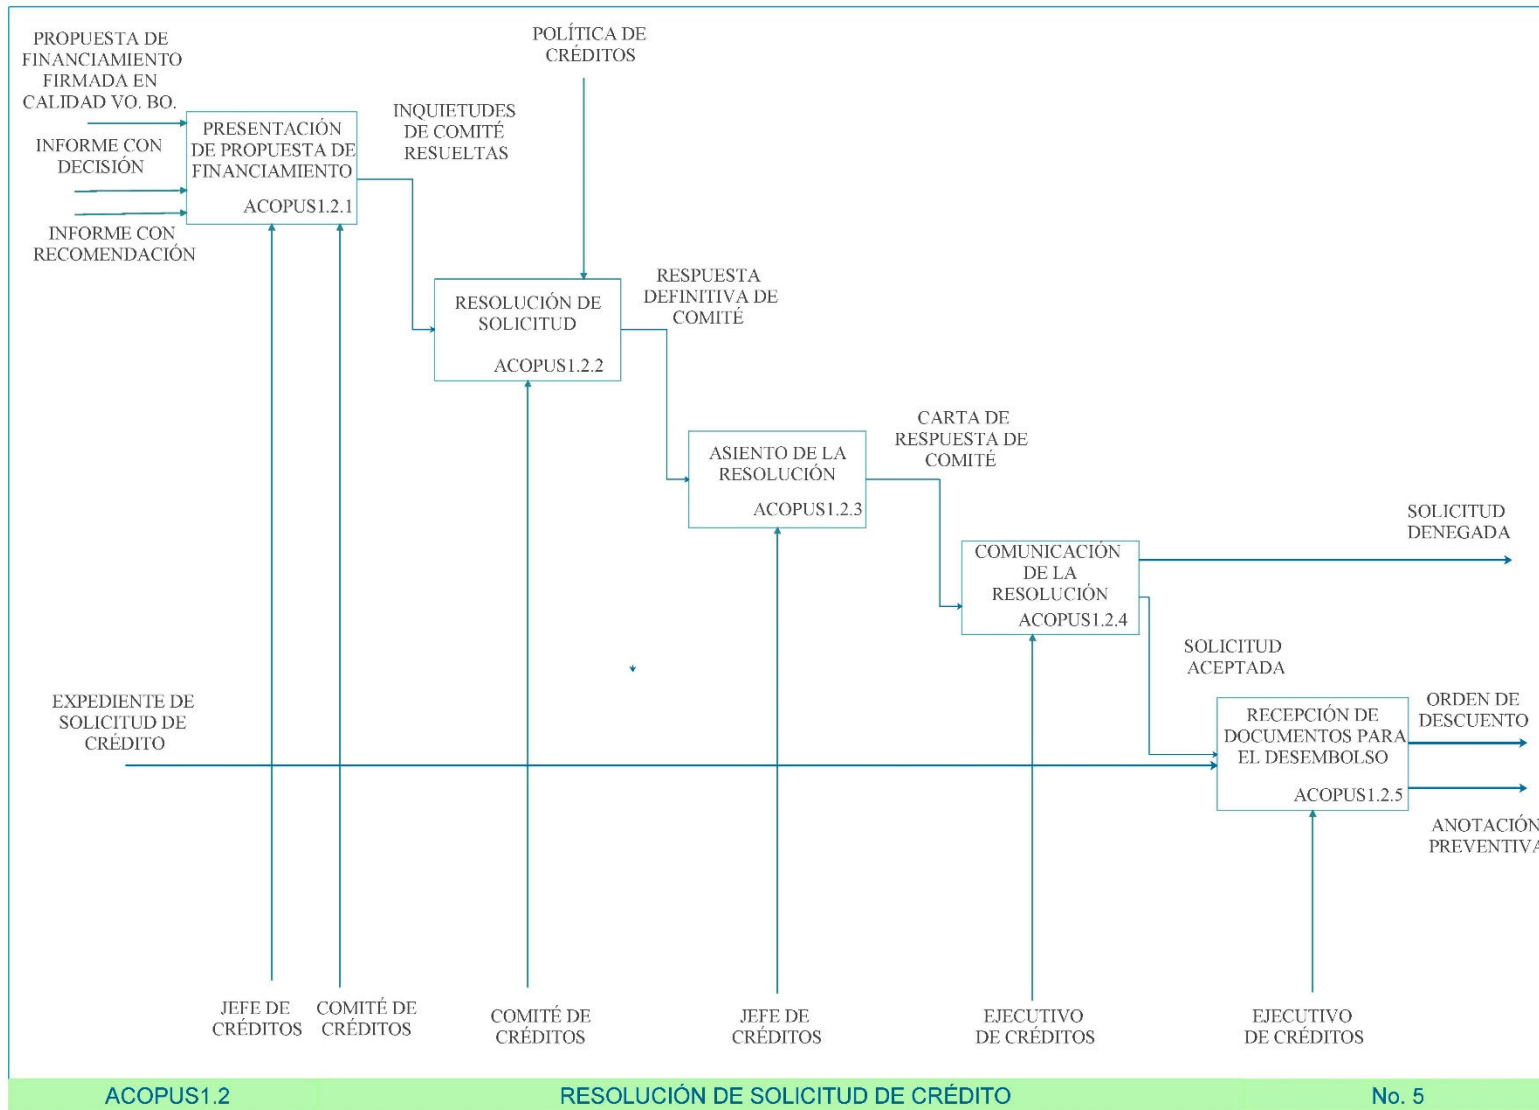 PROPUESTA DE
FINANCIAMIENTO
FIRMADA EN
CALIDAD VO. BO.
INFORME CON
DECISIÓN
INFORME CON
RECOMENDACIÓN
PRESENTACIÓN
DE PROPUESTA DE
FINANCIAMIENTO
ACOPUS1.2.1
INQUIETUDES
DE COMITÉ
RESUELTAS
POLÍTICA DE
CRÉDITOS
RESOLUCIÓN DE
SOLICITUD
ACOPUS1.2.2
RESPUESTA
DEFINITIVA DE
COMITÉ
ASIENTO DE LA
RESOLUCIÓN
ACOPUS1.2.3
CARTA DE
RESPUESTA DE
COMITÉ
COMUNICACIÓN
DE LA
RESOLUCIÓN
ACOPUS1.2.4
SOLICITUD
DENEGADA
SOLICITUD
ACEPTADA
EXPEDIENTE DE
SOLICITUD DE
CRÉDITO
RECEPCIÓN DE
DOCUMENTOS PARA
EL DESEMBOLSO
ACOPUS1.2.5
ORDEN DE
DESCUENTO
ANOTACIÓN
PREVENTIVA
JEFE DE
CRÉDITOS
COMITÉ DE
CRÉDITOS
COMITÉ DE
CRÉDITOS
JEFE DE
CRÉDITOS
EJECUTIVO
DE CRÉDITOS
EJECUTIVO
DE CRÉDITOS
ACOPUS1.2
RESOLUCIÓN DE SOLICITUD DE CRÉDITO
No. 5